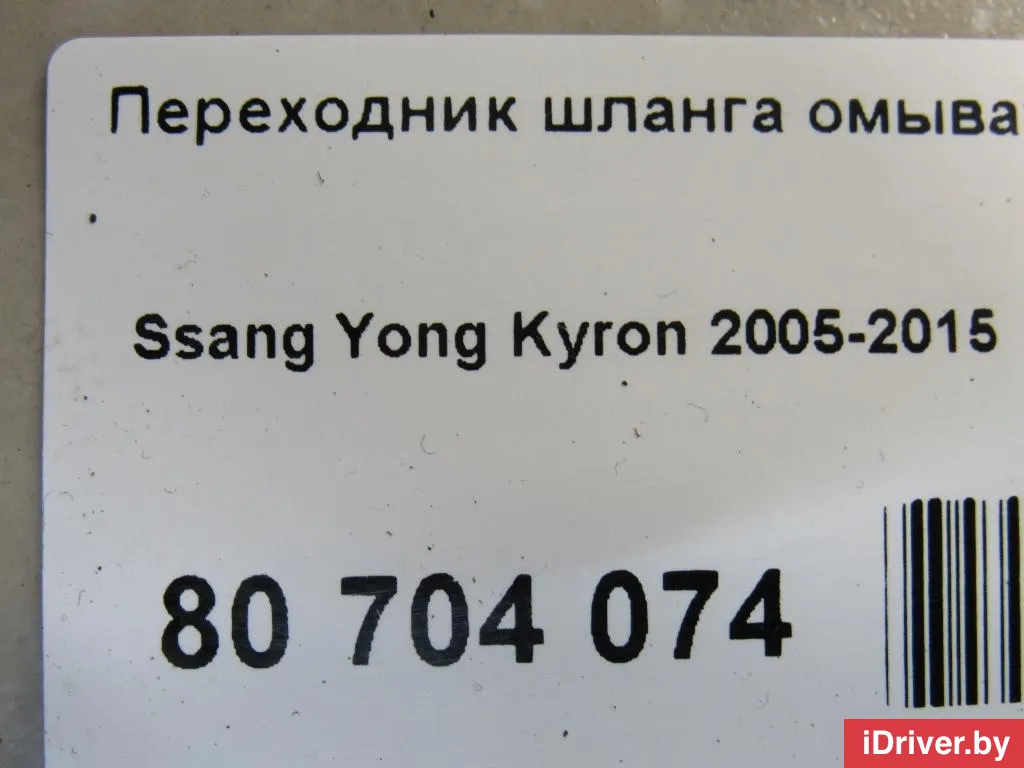 Переходник шланга омыва
Ssang Yong Kyron 2005-2015
80 704 074
iDriver.by